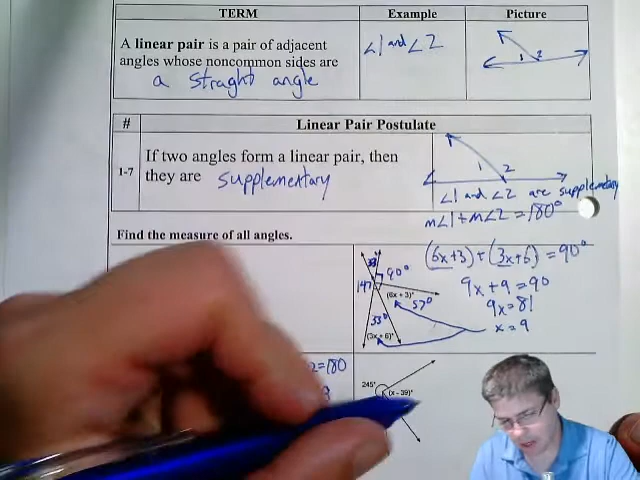 TERM
Example
Picture
A linear pair is a pair of adjacent
angles whose noncommon sides are
a straght angle
∠1 and ∠2
1 2
#
Linear Pair Postulate
1-7
If two angles form a linear pair, then
they are supplementary
1 2
∠1 and ∠2 are supplementary
m∠1 + m∠2 = 180°
Find the measure of all angles.
33
90°
147
(6x + 3)°
57°
33°
(3x + 6)°
(6x+3) + (3x+6) = 90°
9x + 9 = 90
9x = 81
x = 9
2 = 180
245°
(x - 39)°